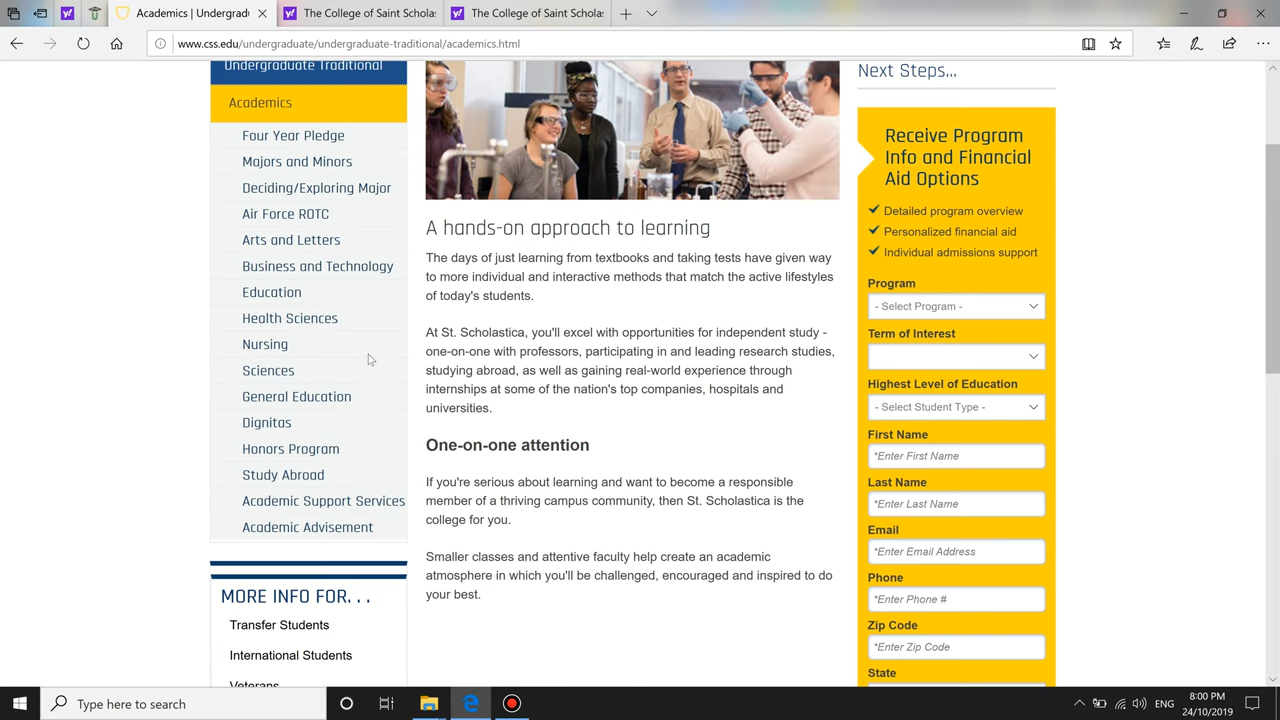 Academics | Undergraduat
The College of Saint Scholas
The College of Saint Scholas
www.css.edu/undergraduate/undergraduate-traditional/academics.html
Undergraduate Traditional
Academics
Four Year Pledge
Majors and Minors
Deciding/Exploring Major
Air Force ROTC
Arts and Letters
Business and Technology
Education
Health Sciences
Nursing
Sciences
General Education
Dignitas
Honors Program
Study Abroad
Academic Support Services
Academic Advisement
MORE INFO FOR. . .
Transfer Students
International Students
Veterans
A hands-on approach to learning
The days of just learning from textbooks and taking tests have given way
to more individual and interactive methods that match the active lifestyles
of today's students.
At St. Scholastica, you'll excel with opportunities for independent study -
one-on-one with professors, participating in and leading research studies,
studying abroad, as well as gaining real-world experience through
internships at some of the nation's top companies, hospitals and
universities.
One-on-one attention
If you're serious about learning and want to become a responsible
member of a thriving campus community, then St. Scholastica is the
college for you.
Smaller classes and attentive faculty help create an academic
atmosphere in which you'll be challenged, encouraged and inspired to do
your best.
Next Steps...
Receive Program
Info and Financial
Aid Options
Detailed program overview
Personalized financial aid
Individual admissions support
Program
- Select Program -
Term of Interest
Highest Level of Education
- Select Student Type -
First Name
*Enter First Name
Last Name
*Enter Last Name
Email
*Enter Email Address
Phone
*Enter Phone #
Zip Code
*Enter Zip Code
State
Type here to search
ENG
8:00 PM
24/10/2019